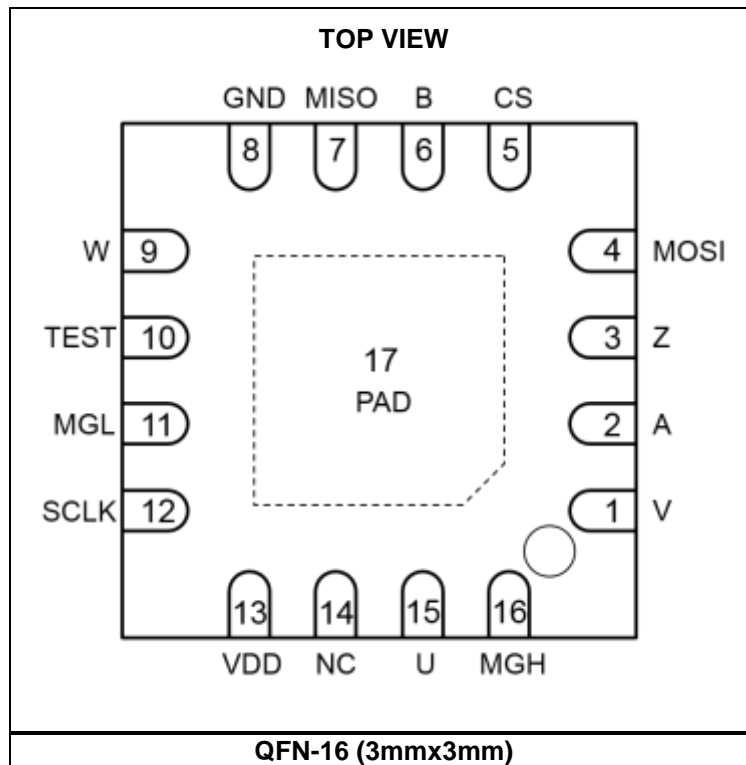 TOP VIEW
GND MISO B CS
8 7 6 5
W 9 4 MOSI
TEST 10 3 Z
17
PAD
MGL 11 2 A
SCLK 12 1 V
13 14 15 16
VDD NC U MGH
QFN-16 (3mmx3mm)